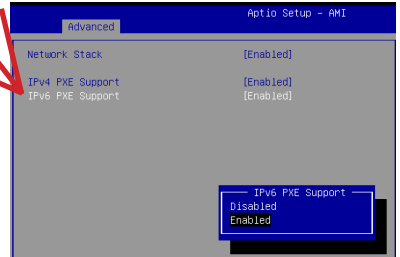 Aptio Setup – AMI
Advanced
Network Stack [Enabled]
IPv4 PXE Support [Enabled]
IPv6 PXE Support [Enabled]
IPv6 PXE Support
Disabled
Enabled